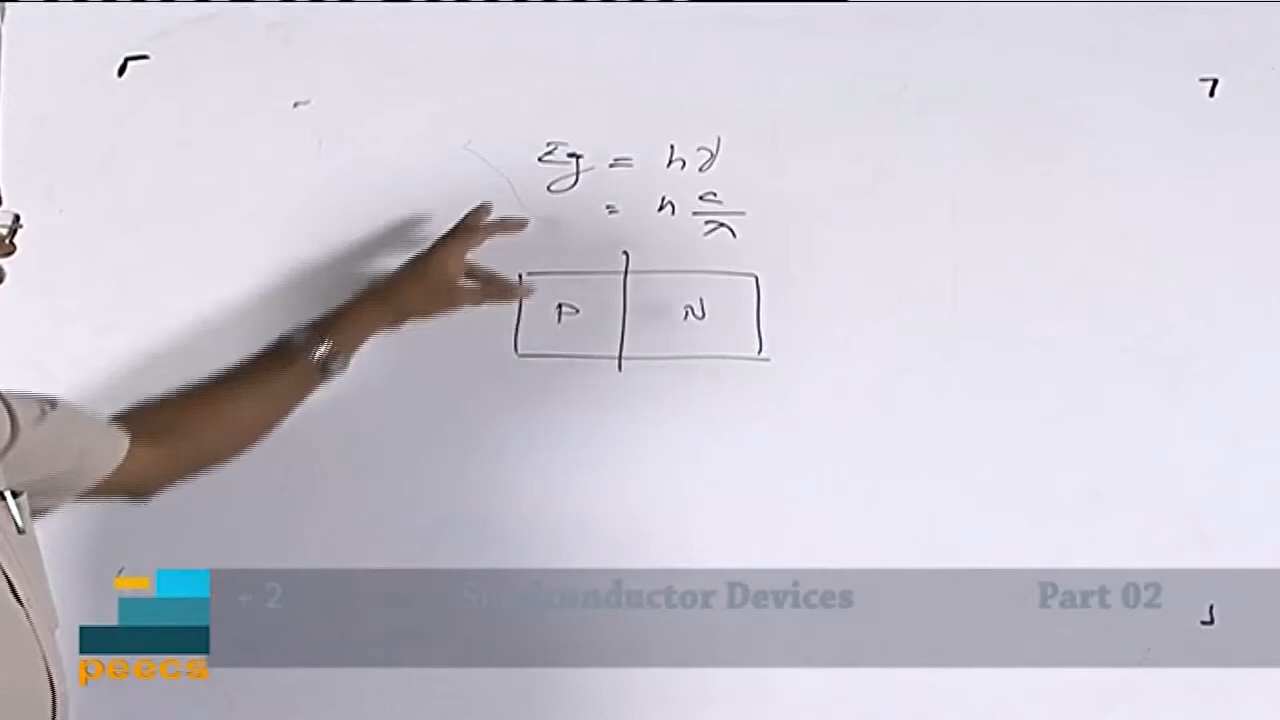 Eg = hν
= h c/λ
P N
+ 2 Semiconductor Devices Part 02
peecs